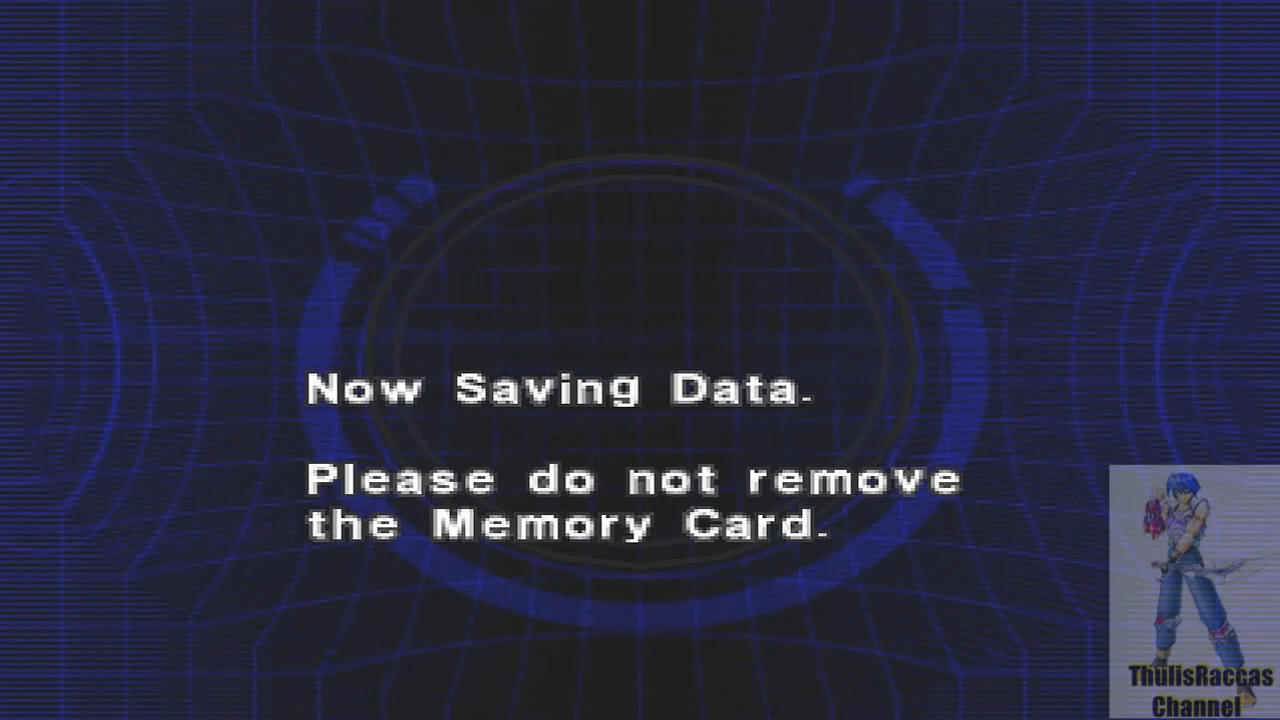 Now Saving Data.
Please do not remove
the Memory Card.
ThulisRaccas
Channel